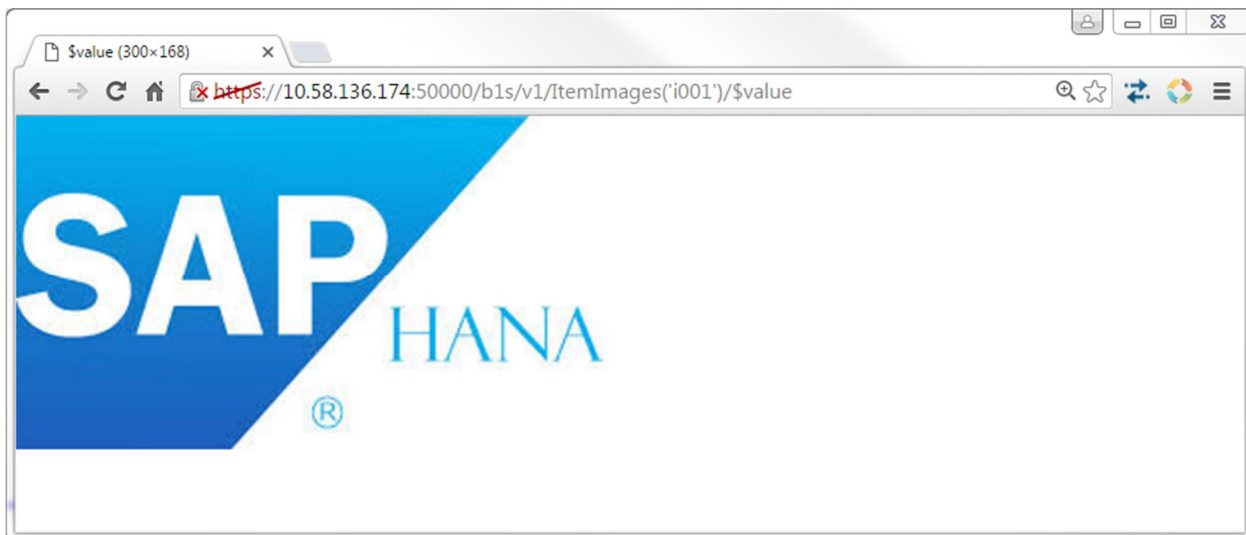 $value (300×168)
https://10.58.136.174:50000/b1s/v1/ItemImages('i001')/$value
SAP
HANA
®